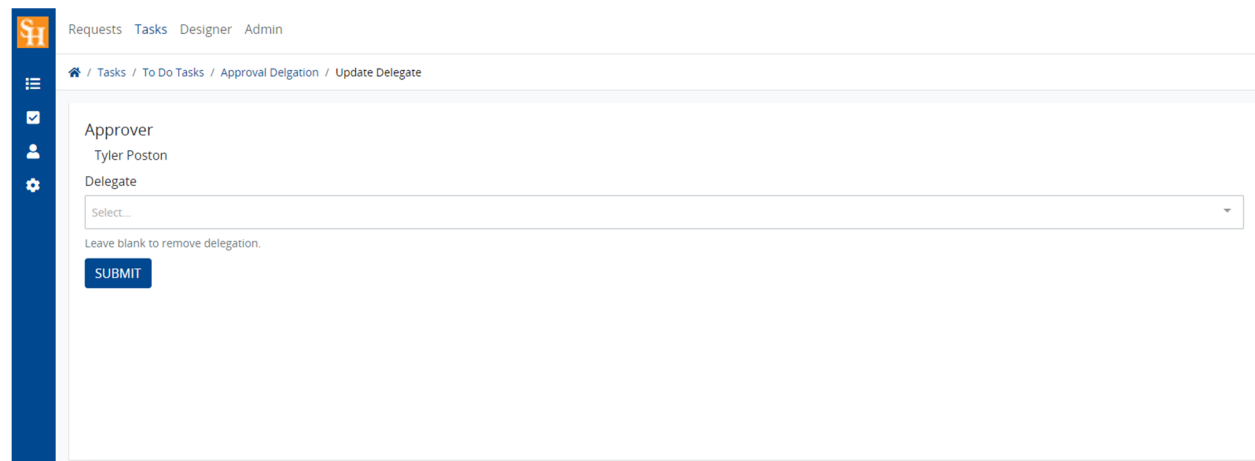 SH
Requests Tasks Designer Admin
/ Tasks / To Do Tasks / Approval Delgation / Update Delegate
Approver
Tyler Poston
Delegate
Select...
Leave blank to remove delegation.
SUBMIT